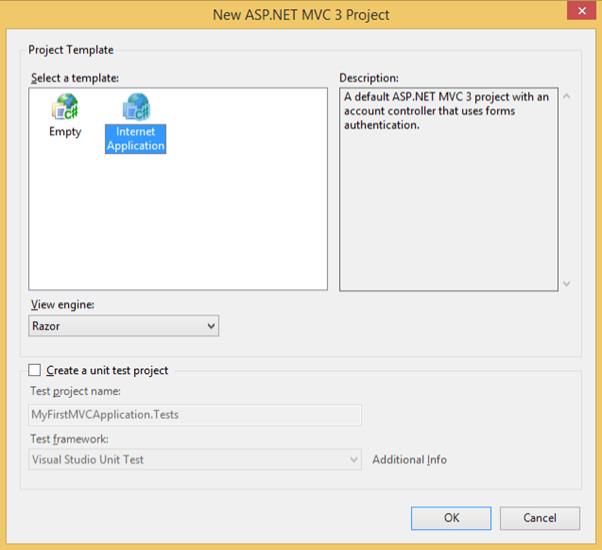 New ASP.NET MVC 3 Project
Project Template
Select a template:
Empty
Internet
Application
Description:
A default ASP.NET MVC 3 project with an
account controller that uses forms
authentication.
View engine:
Razor
Create a unit test project
Test project name:
MyFirstMVCApplication.Tests
Test framework:
Visual Studio Unit Test
Additional Info
OK
Cancel